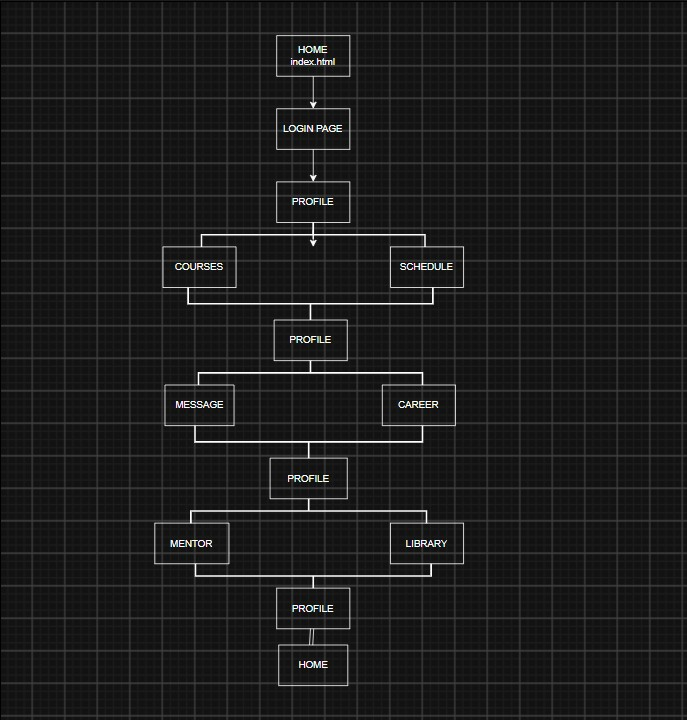 HOME
index.html
LOGIN PAGE
PROFILE
COURSES
SCHEDULE
PROFILE
MESSAGE
CAREER
PROFILE
MENTOR
LIBRARY
PROFILE
HOME